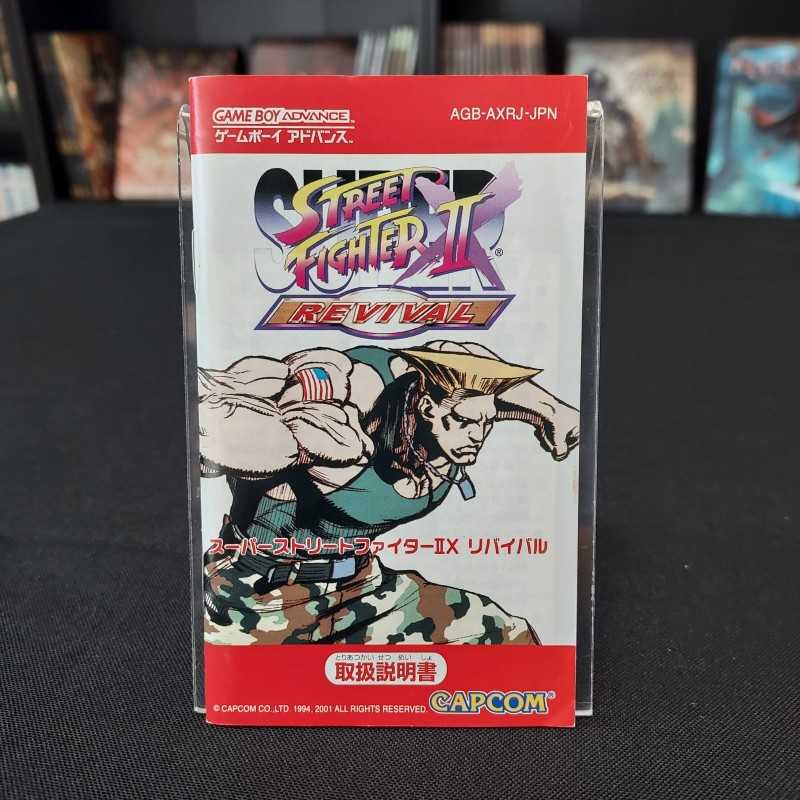 GAME BOY ADVANCE™
ゲームボーイ アドバンス™
AGB-AXRJ-JPN
SUPER
STREET
FIGHTER II X®
REVIVAL
スーパーストリートファイターIIX リバイバル
とりあつかい せつ めい しょ
取扱説明書
© CAPCOM CO.,LTD. 1994, 2001 ALL RIGHTS RESERVED.
CAPCOM®